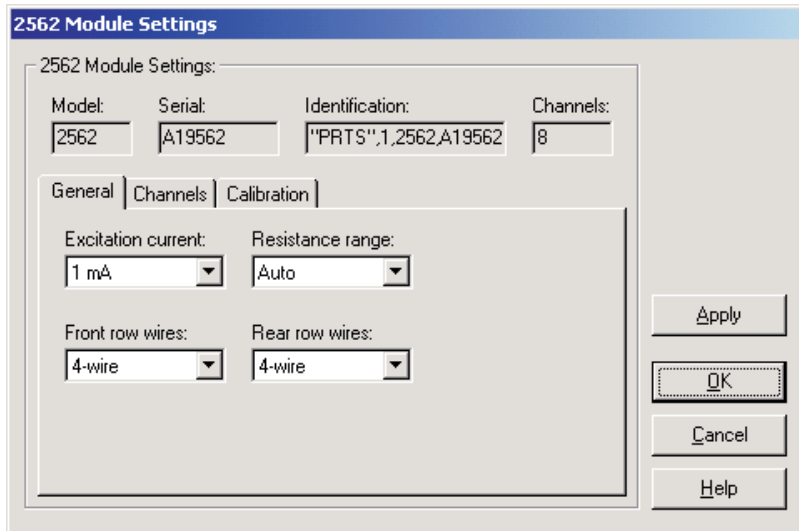 2562 Module Settings
2562 Module Settings:
Model: Serial: Identification: Channels:
2562 A19562 "PRTS",1,2562,A19562 8
General Channels Calibration
Excitation current: Resistance range:
1 mA Auto
Front row wires: Rear row wires:
4-wire 4-wire
Apply
OK
Cancel
Help